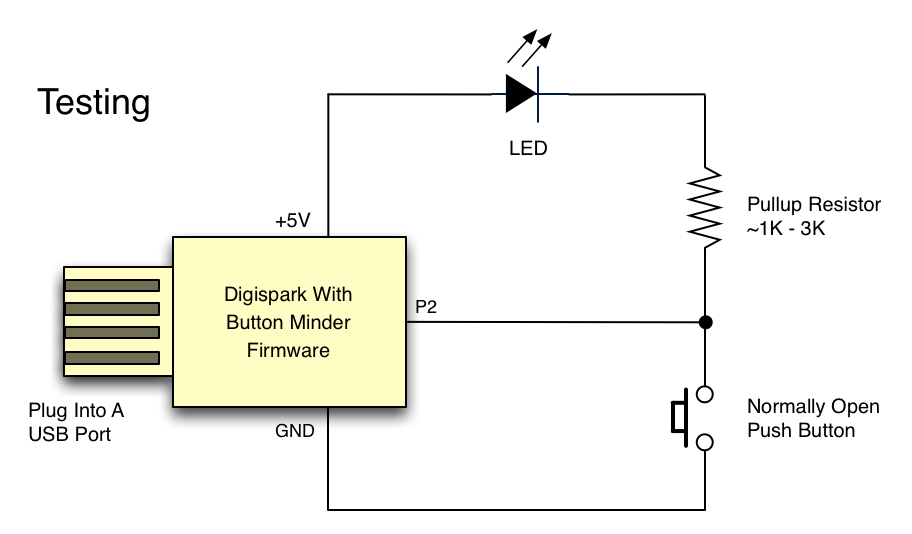 Testing
LED
+5V
Pullup Resistor
~1K - 3K
Digispark With
Button Minder
Firmware
P2
Plug Into A
USB Port
GND
Normally Open
Push Button